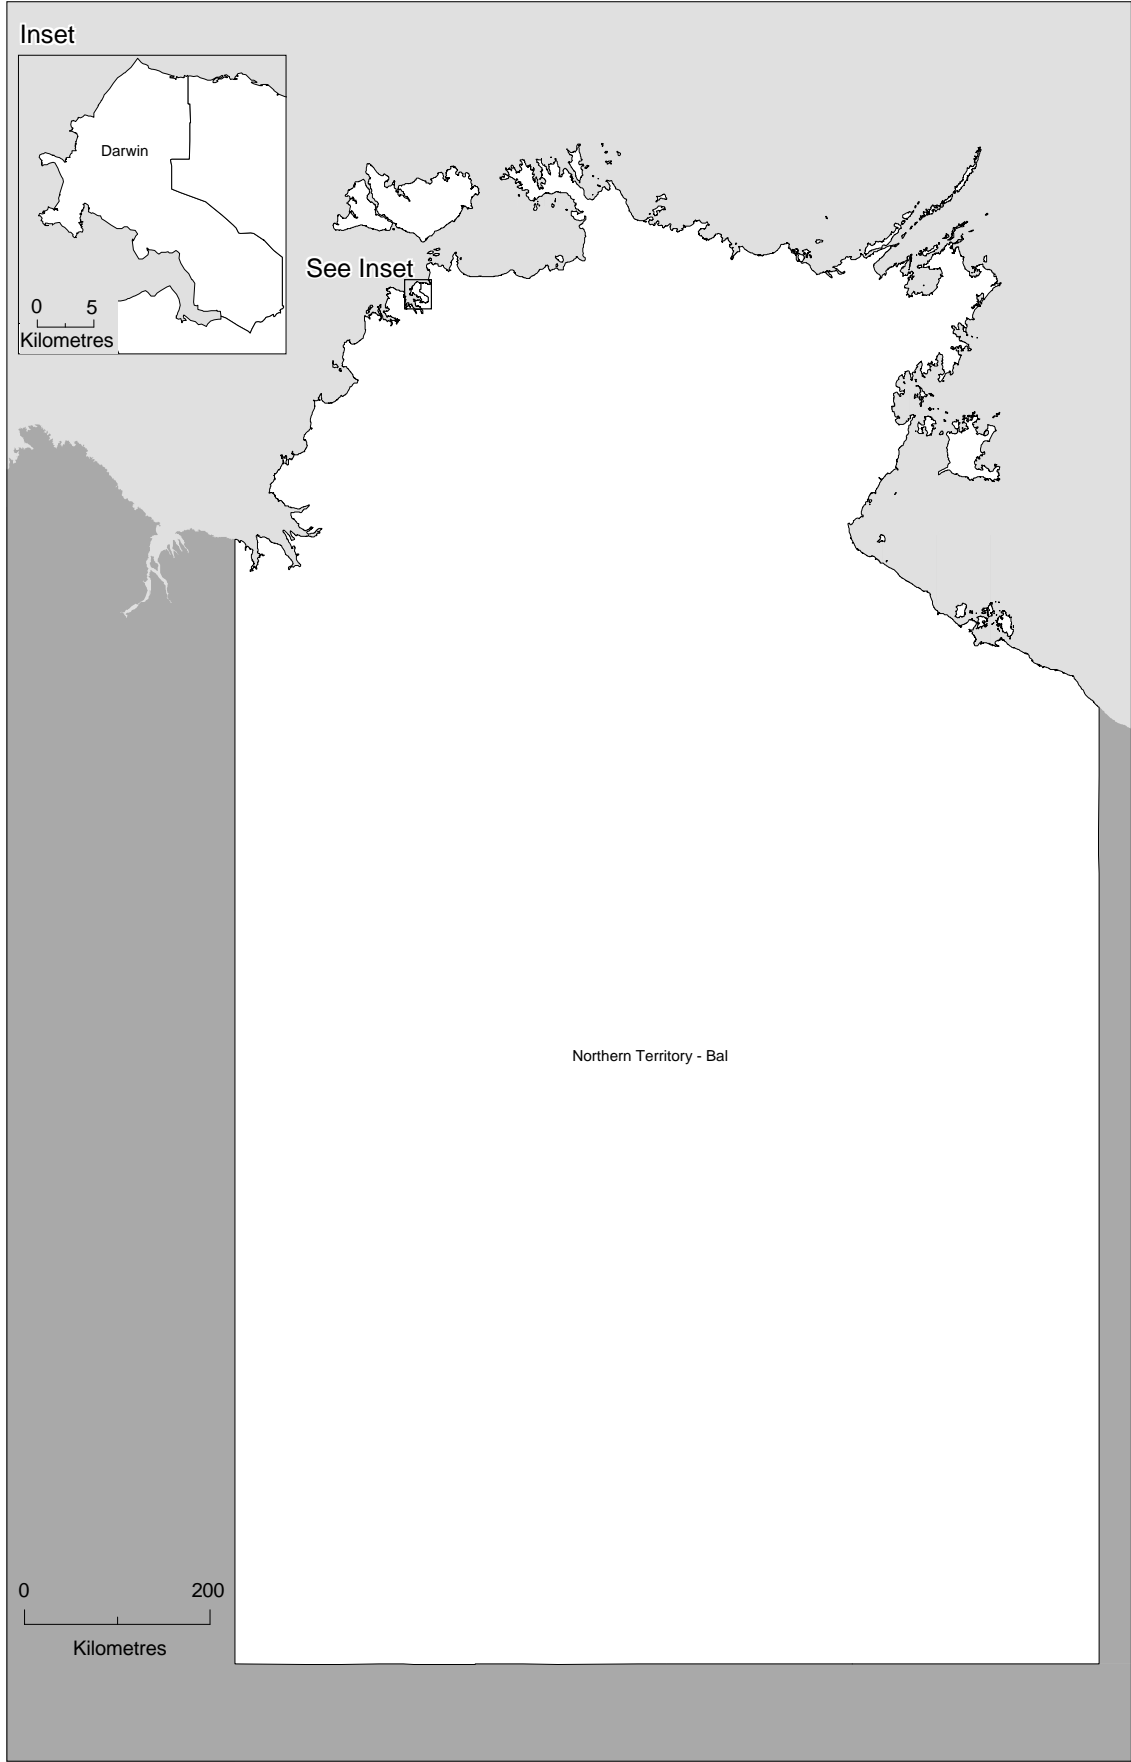 Inset
Darwin
0 5
Kilometres
See Inset
Northern Territory - Bal
0 200
Kilometres